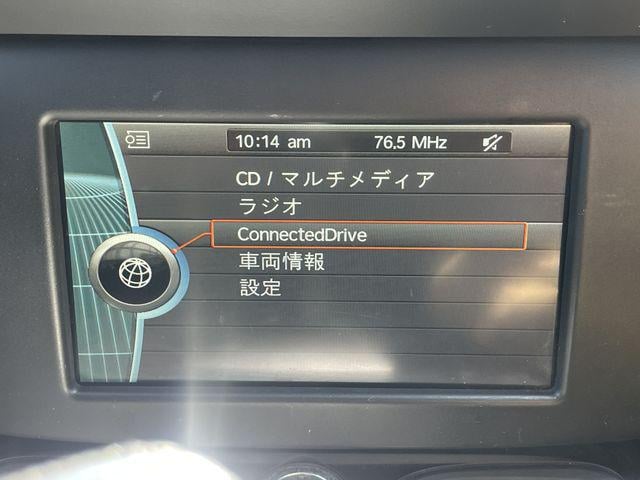 10:14 am 76.5 MHz
CD / マルチメディア
ラジオ
ConnectedDrive
車両情報
設定